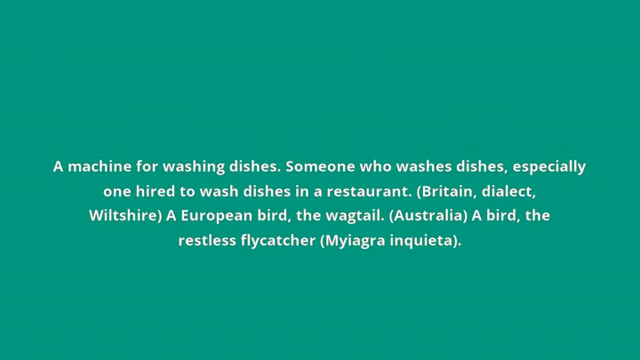 A machine for washing dishes. Someone who washes dishes, especially
one hired to wash dishes in a restaurant. (Britain, dialect,
Wiltshire) A European bird, the wagtail. (Australia) A bird, the
restless flycatcher (Myiagra inquieta).